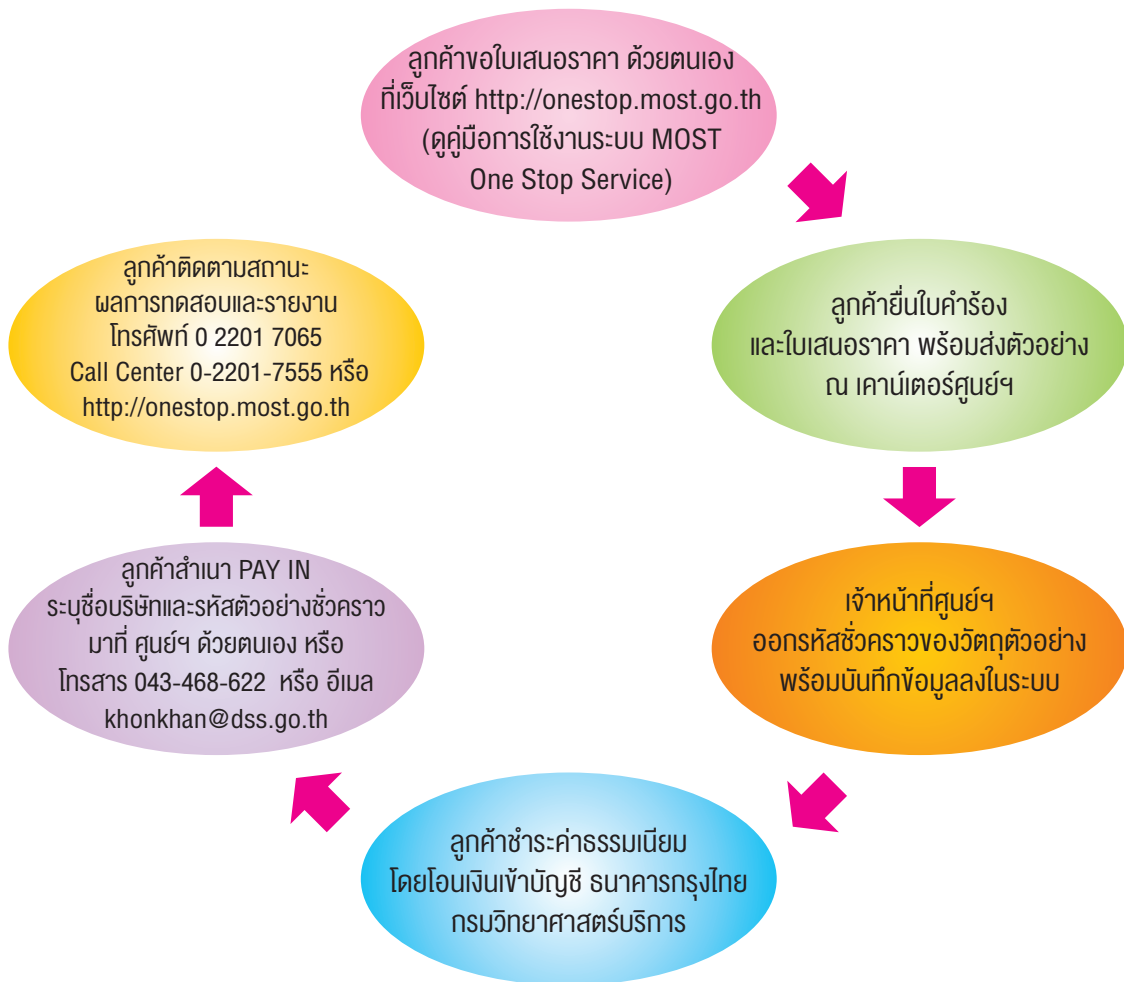 ลูกค้าขอใบเสนอราคา ด้วยตนเอง
ที่เว็บไซต์ http://onestop.most.go.th
(ดูคู่มือการใช้งานระบบ MOST
One Stop Service)
ลูกค้ายื่นใบคำร้อง
และใบเสนอราคา พร้อมส่งตัวอย่าง
ณ เคาน์เตอร์ศูนย์ฯ
เจ้าหน้าที่ศูนย์ฯ
ออกรหัสชั่วคราวของวัตถุตัวอย่าง
พร้อมบันทึกข้อมูลลงในระบบ
ลูกค้าชำระค่าธรรมเนียม
โดยโอนเงินเข้าบัญชี ธนาคารกรุงไทย
กรมวิทยาศาสตร์บริการ
ลูกค้าสำเนา PAY IN
ระบุชื่อบริษัทและรหัสตัวอย่างชั่วคราว
มาที่ ศูนย์ฯ ด้วยตนเอง หรือ
โทรสาร 043-468-622 หรือ อีเมล
khonkhan@dss.go.th
ลูกค้าติดตามสถานะ
ผลการทดสอบและรายงาน
โทรศัพท์ 0 2201 7065
Call Center 0-2201-7555 หรือ
http://onestop.most.go.th